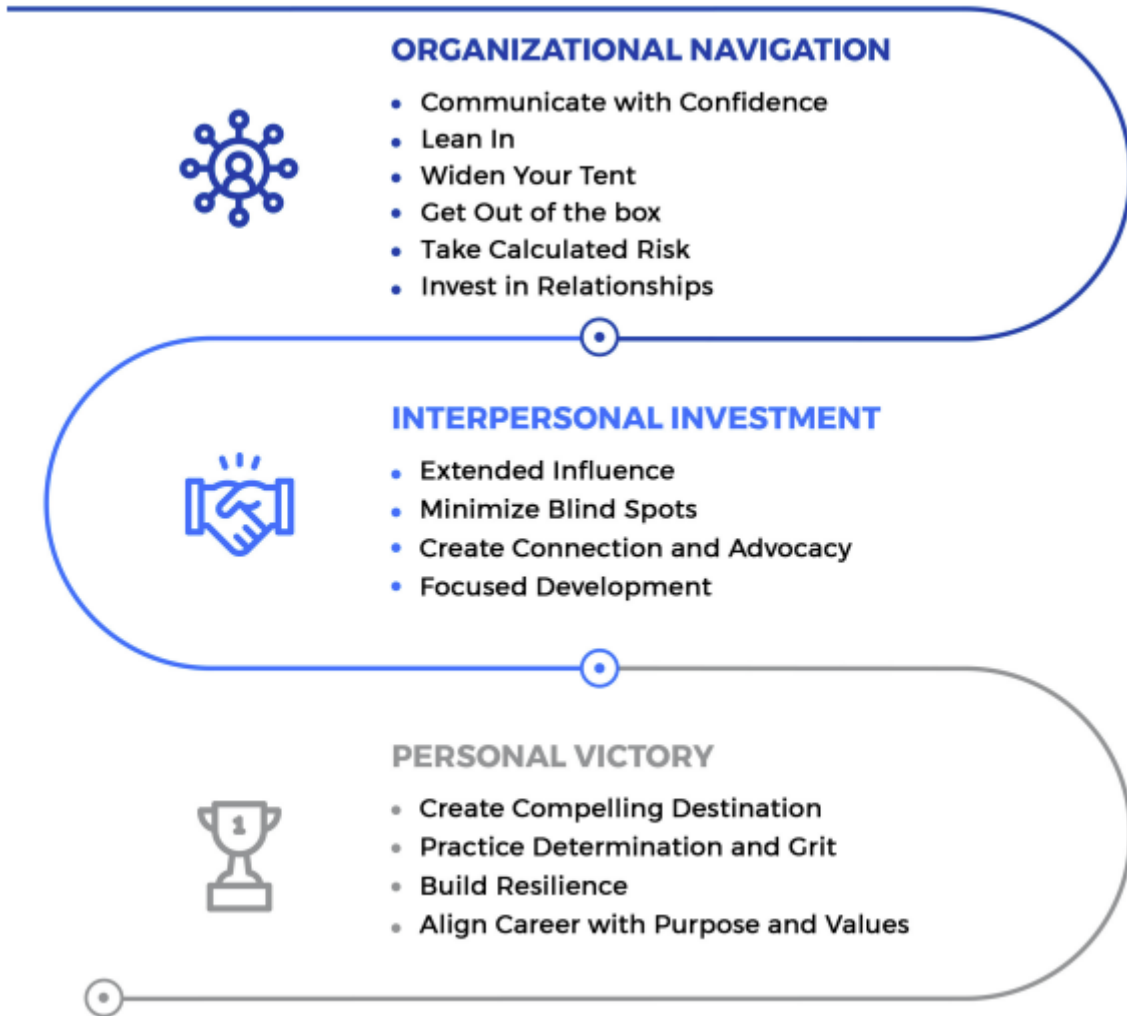 ORGANIZATIONAL NAVIGATION
• Communicate with Confidence
• Lean In
• Widen Your Tent
• Get Out of the box
• Take Calculated Risk
• Invest in Relationships
INTERPERSONAL INVESTMENT
• Extended Influence
• Minimize Blind Spots
• Create Connection and Advocacy
• Focused Development
PERSONAL VICTORY
1
• Create Compelling Destination
• Practice Determination and Grit
• Build Resilience
• Align Career with Purpose and Values